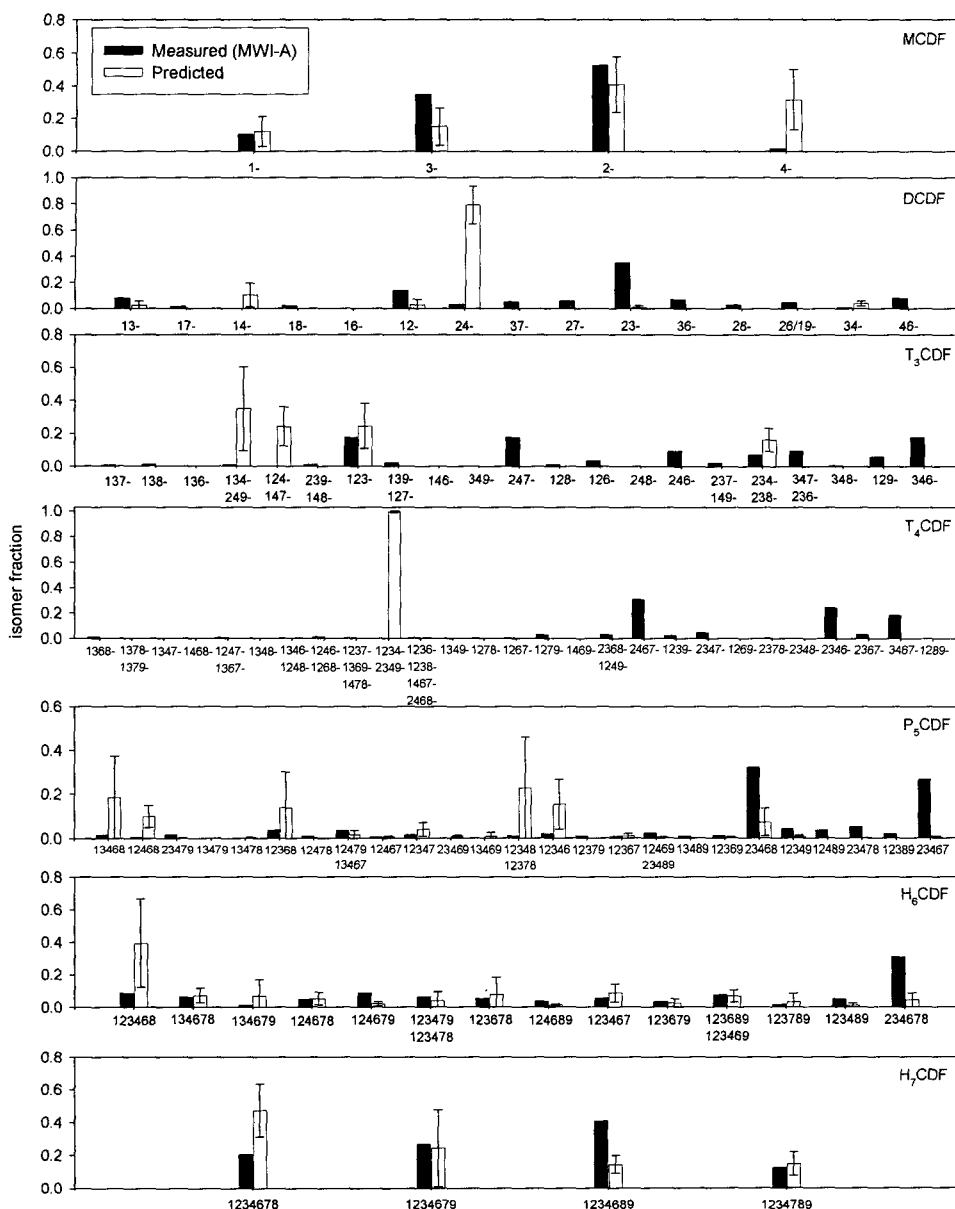 Measured (MWI-A)
Predicted
isomer fraction
MCDF
0.8
0.6
0.4
0.2
0.0
1- 3- 2- 4-
DCDF
1.0
0.8
0.6
0.4
0.2
0.0
13- 17- 14- 18- 16- 12- 24- 37- 27- 23- 36- 28- 26/19- 34- 46-
T3CDF
0.8
0.6
0.4
0.2
0.0
137- 138- 136- 134- 124- 239- 123- 139- 146- 349- 247- 128- 126- 248- 246- 237- 234- 347- 348- 129- 346-
249- 147- 148- 127- 149- 238- 236-
T4CDF
1.0
0.8
0.6
0.4
0.2
0.0
1368- 1378- 1347- 1468- 1247- 1348- 1346- 1246- 1237- 1234- 1236- 1349- 1278- 1267- 1279- 1469- 2368- 2467- 1239- 2347- 1269- 2378- 2348- 2346- 2367- 3467- 1289-
1379- 1367- 1248- 1268- 1369- 2349- 1238- 1249-
1478- 1467-
2468-
P5CDF
0.6
0.4
0.2
0.0
13468 12468 23479 13479 13478 12368 12478 12479 12467 12347 23469 13469 12348 12346 12379 12367 12469 13489 12369 23468 12349 12489 23478 12389 23467
13467 12378 23489
H6CDF
0.8
0.6
0.4
0.2
0.0
123468 134678 134679 124678 124679 123479 123678 124689 123467 123679 123689 123789 123489 234678
123478 123469
H7CDF
0.8
0.6
0.4
0.2
0.0
1234678 1234679 1234689 1234789